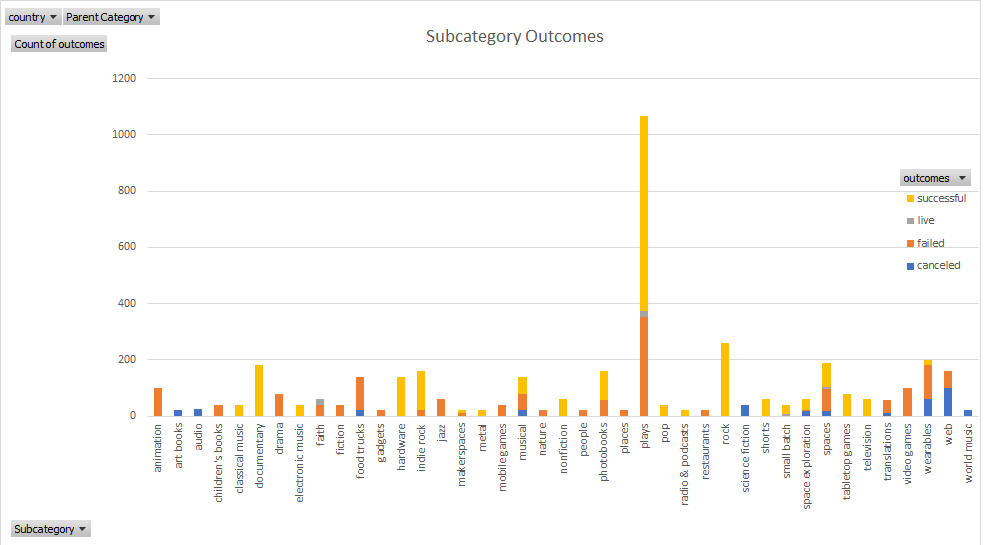 country Parent Category
Count of outcomes
Subcategory Outcomes
1200
1000
800
600
400
200
0
outcomes
successful
live
failed
canceled
animation
art books
audio
children's books
classical music
documentary
drama
electronic music
faith
fiction
food trucks
gadgets
hardware
indie rock
jazz
makerspaces
metal
mobile games
musical
nature
nonfiction
people
photobooks
places
plays
pop
radio & podcasts
restaurants
rock
science fiction
shorts
small batch
space exploration
spaces
tabletop games
television
translations
video games
wearables
web
world music
Subcategory